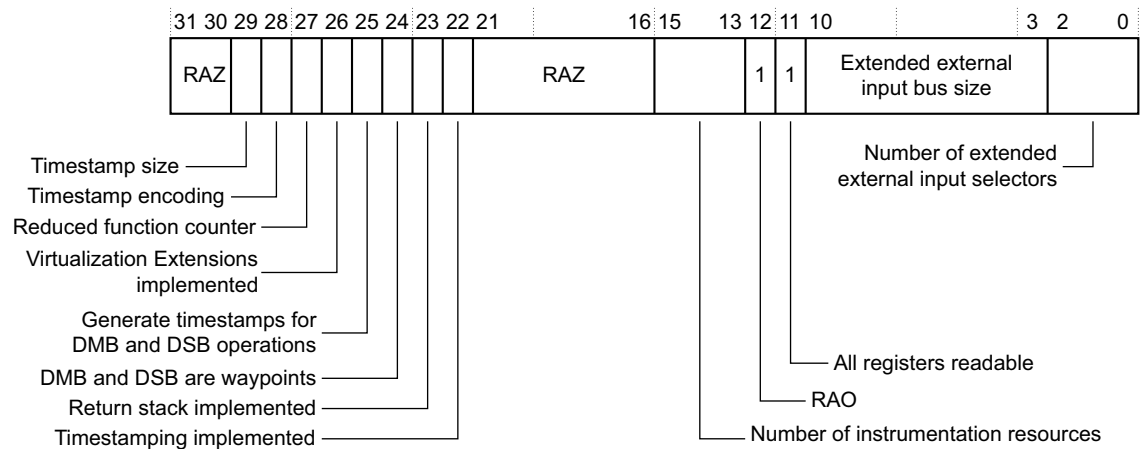 31 30 29 28 27 26 25 24 23 22 21 16 15 13 12 11 10 3 2 0
RAZ RAZ 1 1 Extended external
input bus size
Timestamp size
Timestamp encoding
Reduced function counter
Virtualization Extensions
implemented
Generate timestamps for
DMB and DSB operations
DMB and DSB are waypoints
Return stack implemented
Timestamping implemented
Number of extended
external input selectors
All registers readable
RAO
Number of instrumentation resources